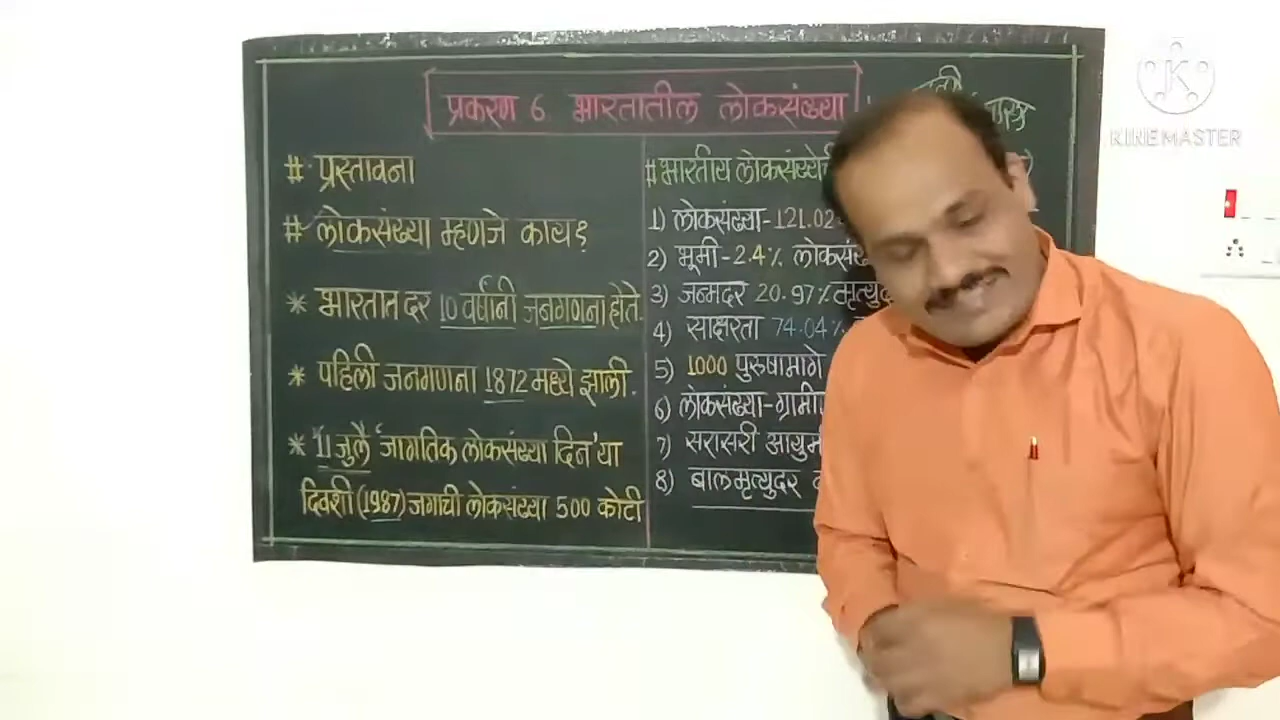 प्रकरण 6 भारतातील लोकसंख्या
# प्रस्तावना
# लोकसंख्या म्हणजे काय?
* भारतात दर 10 वर्षांनी जनगणना होते.
* पहिली जनगणना 1872 मध्ये झाली.
* 11 जुलै 'जागतिक लोकसंख्या दिन' या
दिवशी (1987) जगाची लोकसंख्या 500 कोटी
# भारतीय लोकसंख्येची
1) लोकसंख्या - 121.02
2) भूमी - 2.4%
3) जन्मदर 20.97%
4) साक्षरता 74.04%
5) 1000 पुरुषामागे
6) लोकसंख्या - ग्रामीण
7) सरासरी
8) बालमृत्युदर
KINEMASTER